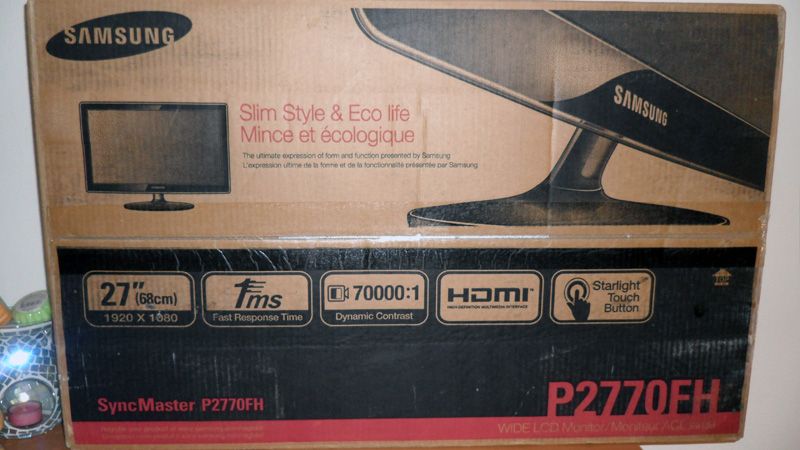 SAMSUNG
SAMSUNG
Slim Style & Eco life
Mince et écologique
The ultimate expression of form and function presented by Samsung
L'expression ultime de la forme et de la fonctionnalité présentée par Samsung
27" (68cm)
1920 X 1080
1ms
Fast Response Time
70000:1
Dynamic Contrast
HDMI
HIGH-DEFINITION MULTIMEDIA INTERFACE
Starlight
Touch
Button
TOP
SyncMaster P2770FH
P2770FH
WIDE LCD Monitor/Moniteur ACL